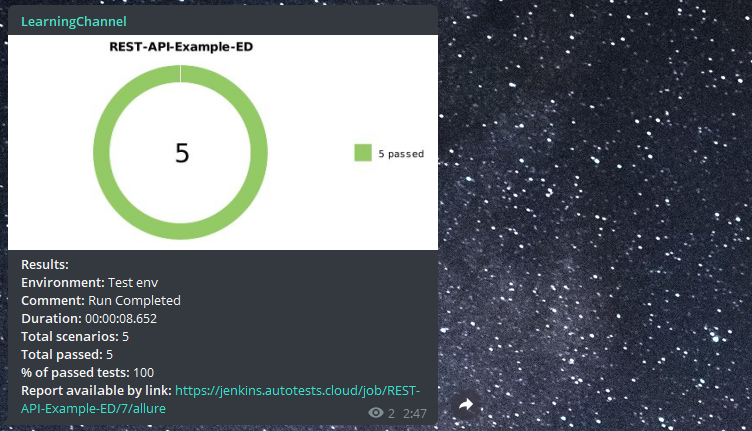 LearningChannel
REST-API-Example-ED
5
5 passed
Results:
Environment: Test env
Comment: Run Completed
Duration: 00:00:08.652
Total scenarios: 5
Total passed: 5
% of passed tests: 100
Report available by link: https://jenkins.autotests.cloud/job/REST-
API-Example-ED/7/allure
2 2:47